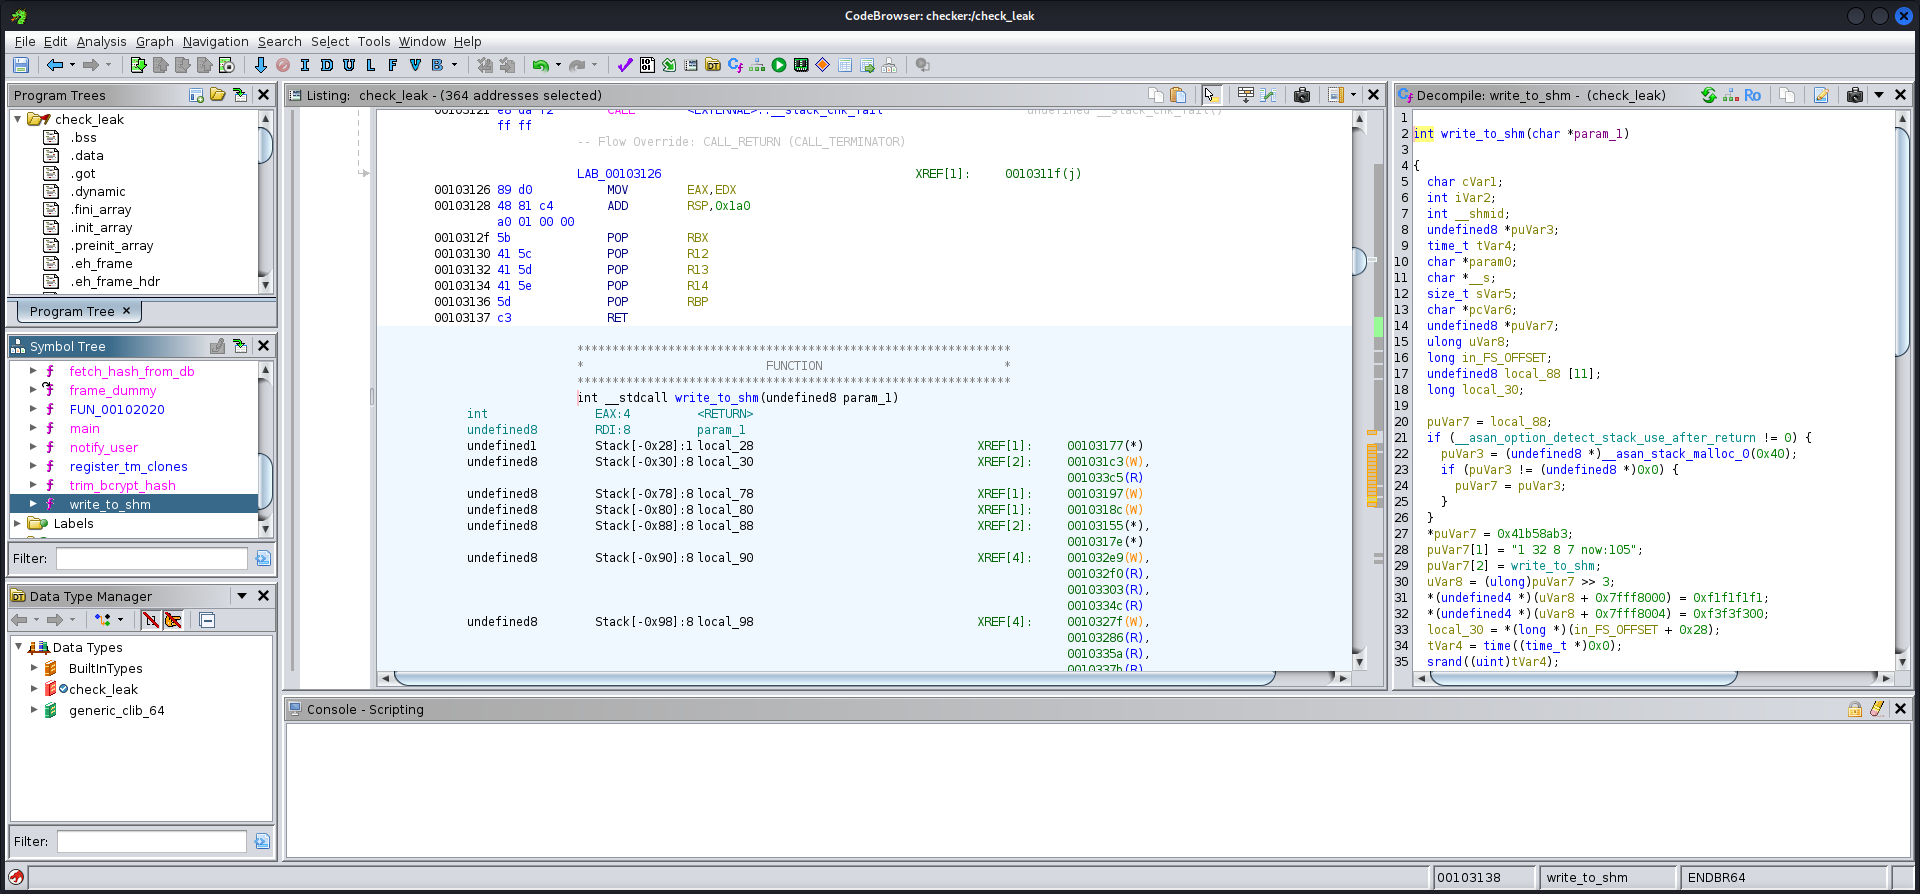 CodeBrowser: checker:/check_leak
File Edit Analysis Graph Navigation Search Select Tools Window Help
I D U L F V B
Program Trees
check_leak
.bss
.data
.got
.dynamic
.fini_array
.init_array
.preinit_array
.eh_frame
.eh_frame_hdr
Program Tree ×
Symbol Tree
fetch_hash_from_db
frame_dummy
FUN_00102020
main
notify_user
register_tm_clones
trim_bcrypt_hash
write_to_shm
Labels
Filter:
Data Type Manager
Data Types
BuiltInTypes
check_leak
generic_clib_64
Filter:
Listing: check_leak - (364 addresses selected)
00103121 e8 da f2 CALL <EXTERNAL>::__stack_chk_fail undefined __stack_chk_fail()
ff ff
-- Flow Override: CALL_RETURN (CALL_TERMINATOR)
LAB_00103126 XREF[1]: 0010311f(j)
00103126 89 d0 MOV EAX,EDX
00103128 48 81 c4 ADD RSP,0x1a0
a0 01 00 00
0010312f 5b POP RBX
00103130 41 5c POP R12
00103132 41 5d POP R13
00103134 41 5e POP R14
00103136 5d POP RBP
00103137 c3 RET
**************************************************************
* FUNCTION *
**************************************************************
int __stdcall write_to_shm(undefined8 param_1)
int EAX:4 <RETURN>
undefined8 RDI:8 param_1
undefined1 Stack[-0x28]:1 local_28 XREF[1]: 00103177(*)
undefined8 Stack[-0x30]:8 local_30 XREF[2]: 001031c3(W),
001033c5(R)
undefined8 Stack[-0x78]:8 local_78 XREF[1]: 00103197(W)
undefined8 Stack[-0x80]:8 local_80 XREF[1]: 0010318c(W)
undefined8 Stack[-0x88]:8 local_88 XREF[2]: 00103155(*),
0010317e(*)
undefined8 Stack[-0x90]:8 local_90 XREF[4]: 001032e9(W),
001032f0(R),
00103303(R),
0010334c(R)
undefined8 Stack[-0x98]:8 local_98 XREF[4]: 0010327f(W),
00103286(R),
0010335a(R),
0010337b(R)
Decompile: write_to_shm - (check_leak)
1
2 int write_to_shm(char *param_1)
3
4 {
5 char cVar1;
6 int iVar2;
7 int __shmid;
8 undefined8 *puVar3;
9 time_t tVar4;
10 char *param0;
11 char *__s;
12 size_t sVar5;
13 char *pcVar6;
14 undefined8 *puVar7;
15 ulong uVar8;
16 long in_FS_OFFSET;
17 undefined8 local_88 [11];
18 long local_30;
19
20 puVar7 = local_88;
21 if (__asan_option_detect_stack_use_after_return != 0) {
22 puVar3 = (undefined8 *)__asan_stack_malloc_0(0x40);
23 if (puVar3 != (undefined8 *)0x0) {
24 puVar7 = puVar3;
25 }
26 }
27 *puVar7 = 0x41b58ab3;
28 puVar7[1] = "1 32 8 7 now:105";
29 puVar7[2] = write_to_shm;
30 uVar8 = (ulong)puVar7 >> 3;
31 *(undefined4 *)(uVar8 + 0x7fff8000) = 0xf1f1f1f1;
32 *(undefined4 *)(uVar8 + 0x7fff8004) = 0xf3f3f300;
33 local_30 = *(long *)(in_FS_OFFSET + 0x28);
34 tVar4 = time((time_t *)0x0);
35 srand((uint)tVar4);
Console - Scripting
00103138 write_to_shm ENDBR64